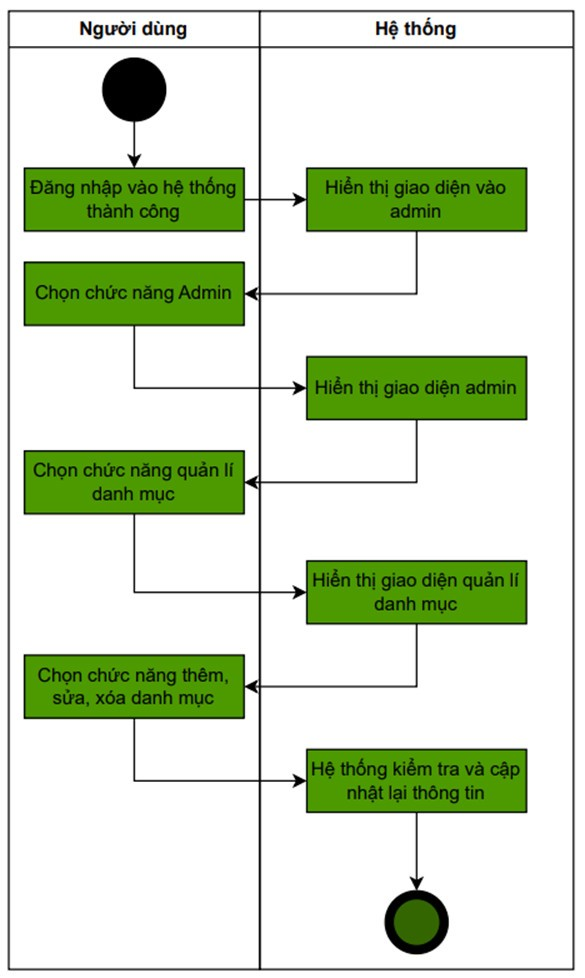 Người dùng
Hệ thống
Đăng nhập vào hệ thống
thành công
Hiển thị giao diện vào
admin
Chọn chức năng Admin
Hiển thị giao diện admin
Chọn chức năng quản lí
danh mục
Hiển thị giao diện quản lí
danh mục
Chọn chức năng thêm,
sửa, xóa danh mục
Hệ thống kiểm tra và cập
nhật lại thông tin